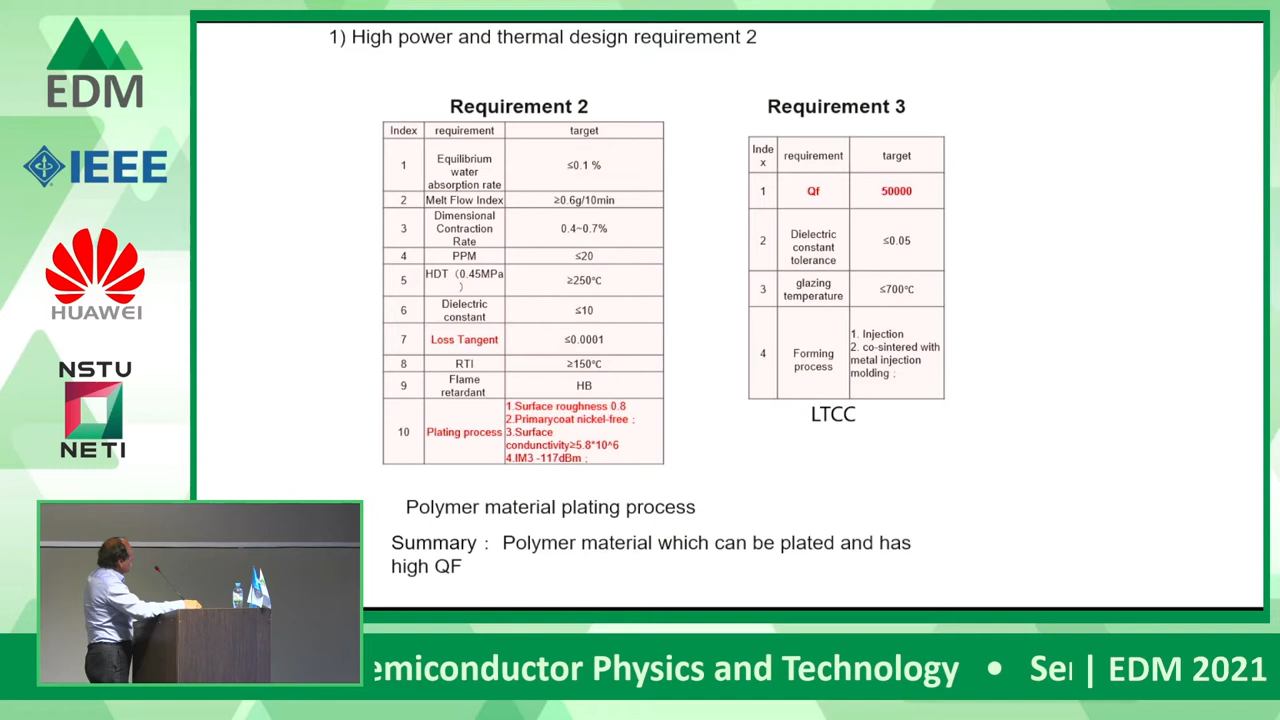 EDM
IEEE
HUAWEI
NSTU
NETI
1) High power and thermal design requirement 2
Requirement 2
Index requirement target
1 Equilibrium water absorption rate ≤0.1 %
2 Melt Flow Index ≥0.6g/10min
3 Dimensional Contraction Rate 0.4~0.7%
4 PPM ≤20
5 HDT（0.45MPa） ≥250℃
6 Dielectric constant ≤10
7 Loss Tangent ≤0.0001
8 RTI ≥150℃
9 Flame retardant HB
10 Plating process
1.Surface roughness 0.8
2.Primarycoat nickel-free；
3.Surface
condunctivity≥5.8*10^6
4.IM3 -117dBm；
Requirement 3
Index requirement target
1 Qf 50000
2 Dielectric constant tolerance ≤0.05
3 glazing temperature ≤700℃
4 Forming process
1. Injection
2. co-sintered with
metal injection
molding；
LTCC
Polymer material plating process
Summary： Polymer material which can be plated and has
high QF
emiconductor Physics and Technology • Se | EDM 2021